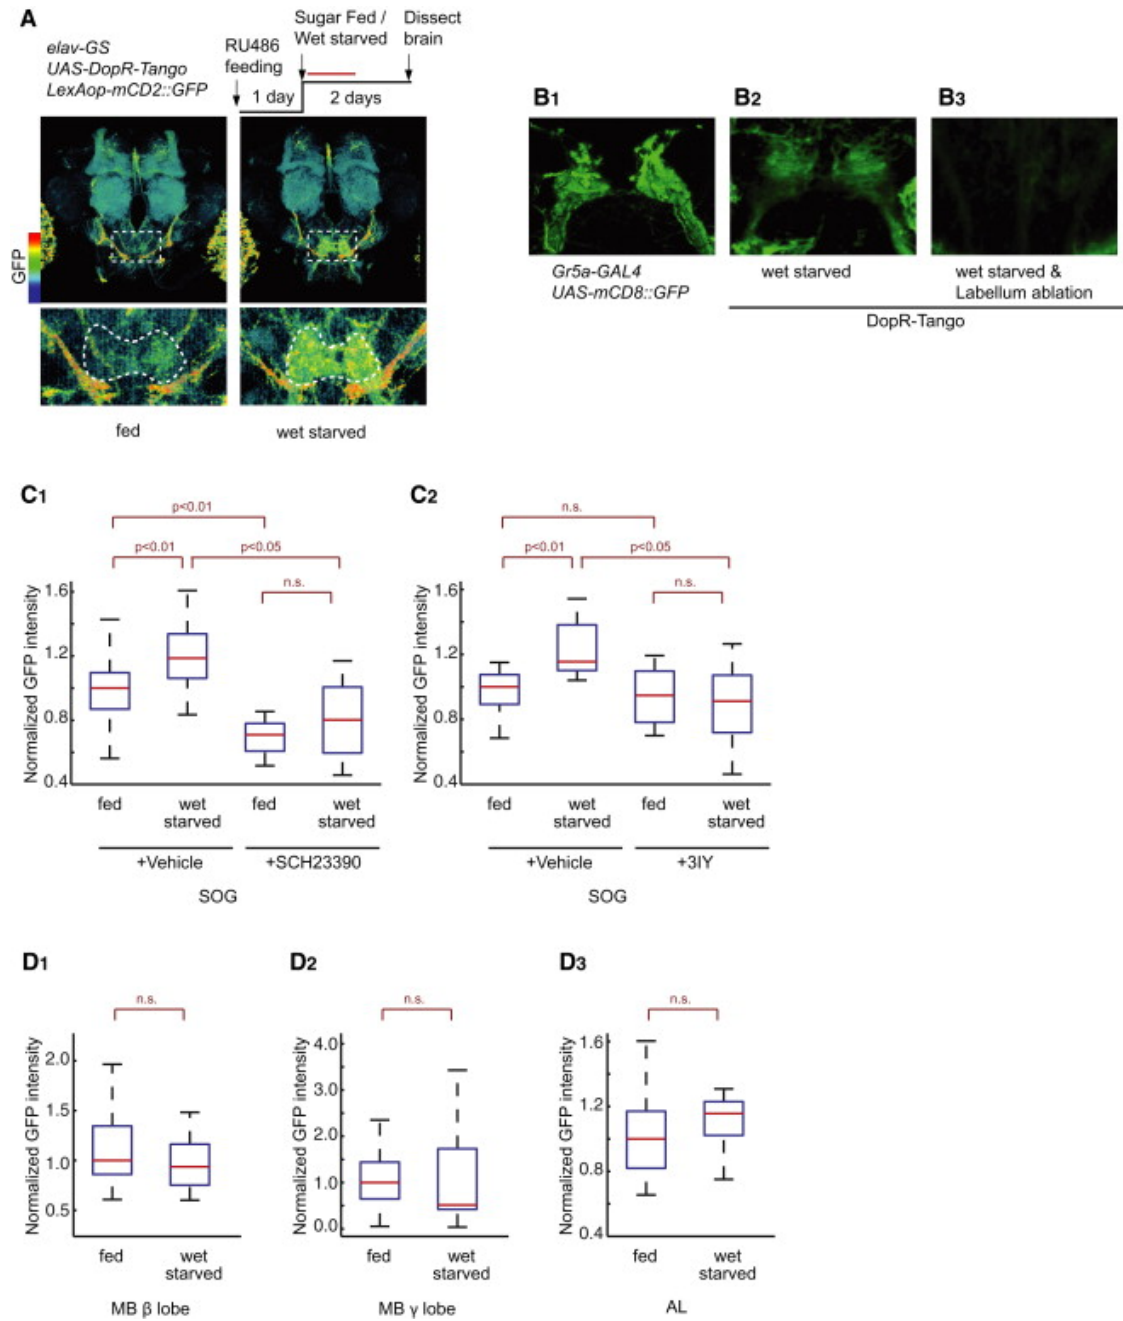 A
elav-GS
UAS-DopR-Tango
LexAop-mCD2::GFP
RU486
feeding
Sugar Fed /
Wet starved
Dissect
brain
1 day
2 days
GFP
fed
wet starved
B1
B2
B3
Gr5a-GAL4
UAS-mCD8::GFP
wet starved
wet starved &
Labellum ablation
DopR-Tango
C1
p<0.01
p<0.01
p<0.05
n.s.
Normalized GFP intensity
1.6
1.2
0.8
0.4
fed
wet
starved
fed
wet
starved
+Vehicle
+SCH23390
SOG
C2
n.s.
p<0.01
p<0.05
n.s.
Normalized GFP intensity
1.6
1.2
0.8
0.4
fed
wet
starved
fed
wet
starved
+Vehicle
+3IY
SOG
D1
n.s.
Normalized GFP intensity
2.0
1.5
1.0
0.5
fed
wet
starved
MB β lobe
D2
n.s.
Normalized GFP intensity
4.0
3.0
2.0
1.0
0.0
fed
wet
starved
MB γ lobe
D3
n.s.
Normalized GFP intensity
1.6
1.2
0.8
0.4
fed
wet
starved
AL